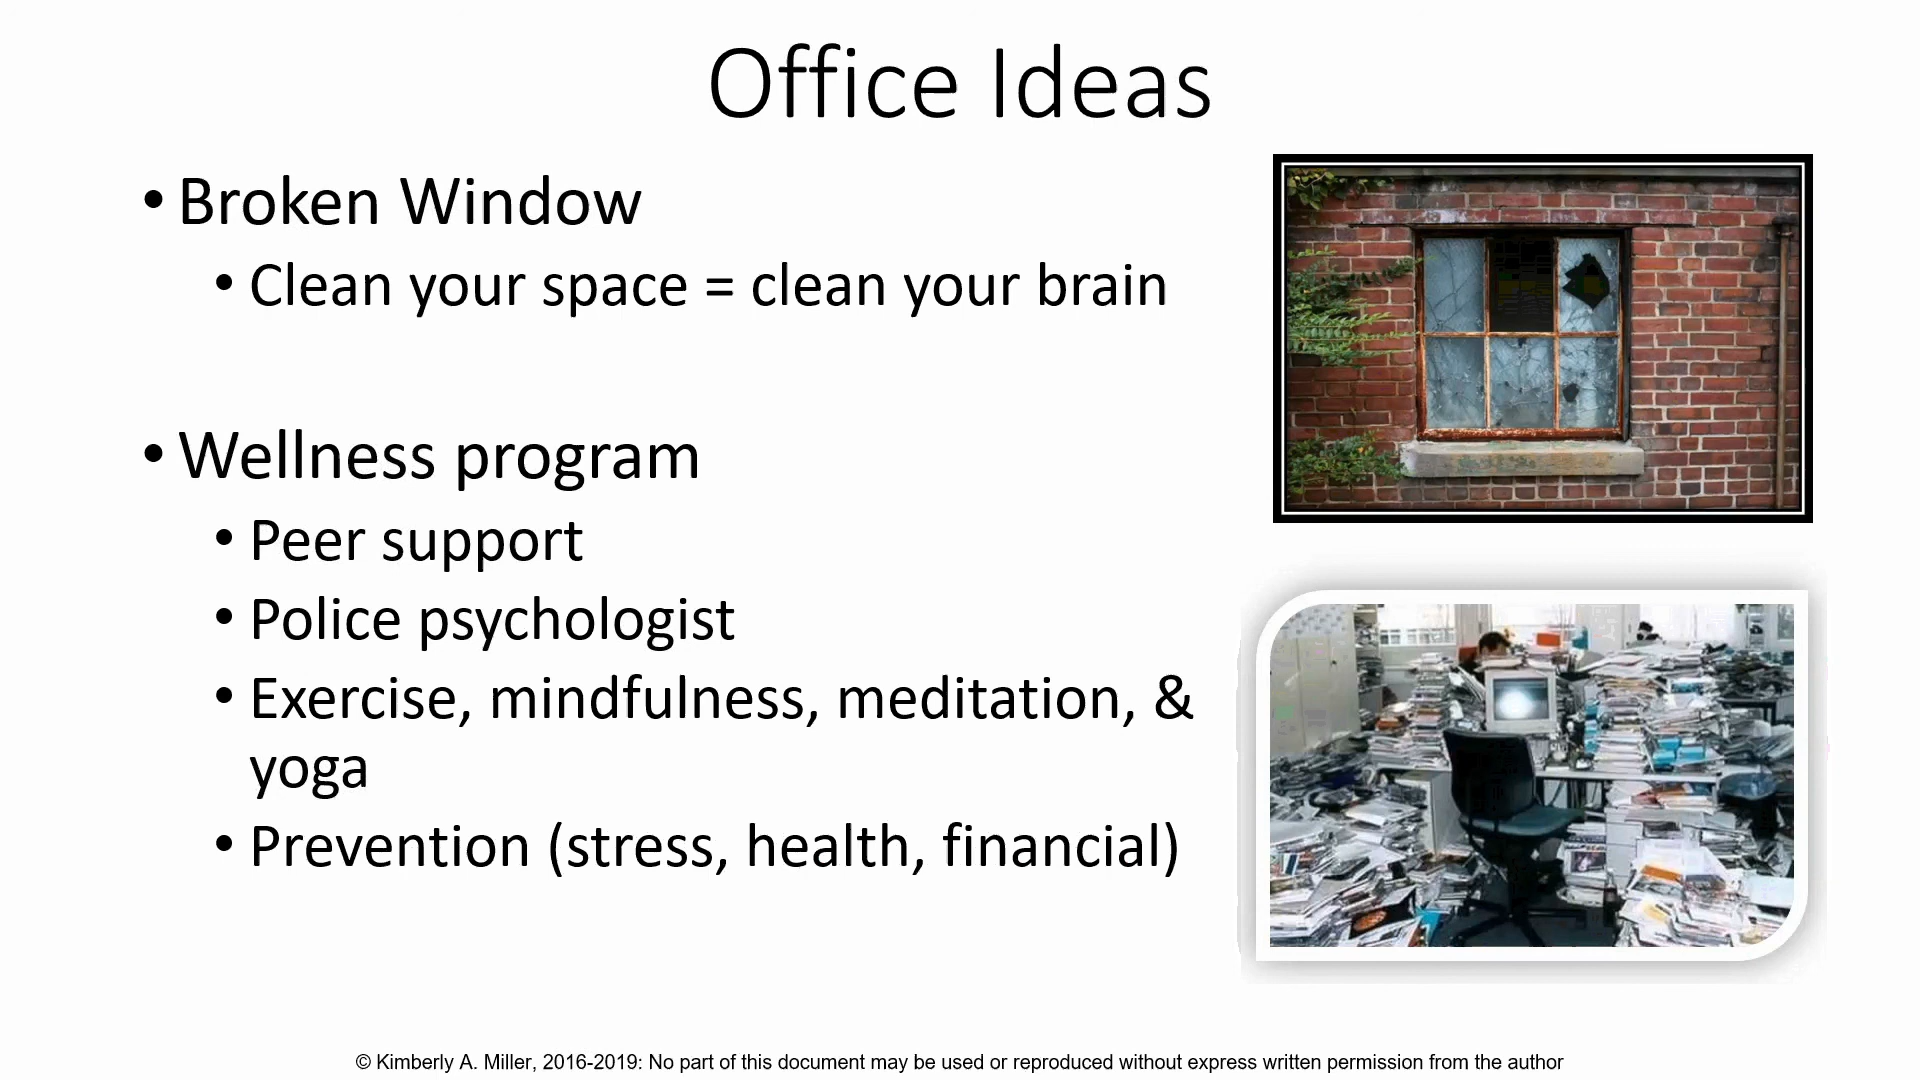 Office Ideas
• Broken Window
• Clean your space = clean your brain
• Wellness program
• Peer support
• Police psychologist
• Exercise, mindfulness, meditation, &
yoga
• Prevention (stress, health, financial)
© Kimberly A. Miller, 2016-2019: No part of this document may be used or reproduced without express written permission from the author